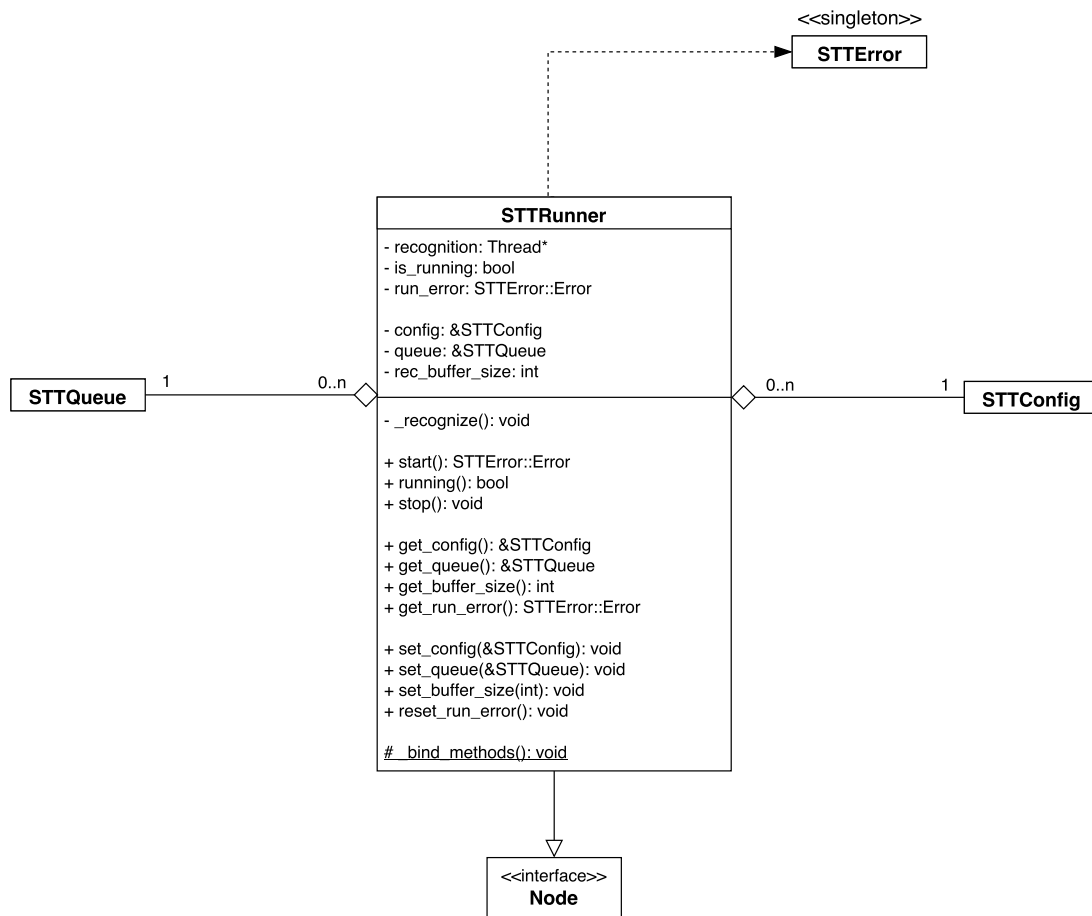 <<singleton>>
STTError
STTRunner
- recognition: Thread*
- is_running: bool
- run_error: STTError::Error
- config: &STTConfig
- queue: &STTQueue
- rec_buffer_size: int
STTQueue
1
0..n
0..n
1
STTConfig
- _recognize(): void
+ start(): STTError::Error
+ running(): bool
+ stop(): void
+ get_config(): &STTConfig
+ get_queue(): &STTQueue
+ get_buffer_size(): int
+ get_run_error(): STTError::Error
+ set_config(&STTConfig): void
+ set_queue(&STTQueue): void
+ set_buffer_size(int): void
+ reset_run_error(): void
# _bind_methods(): void
<<interface>>
Node